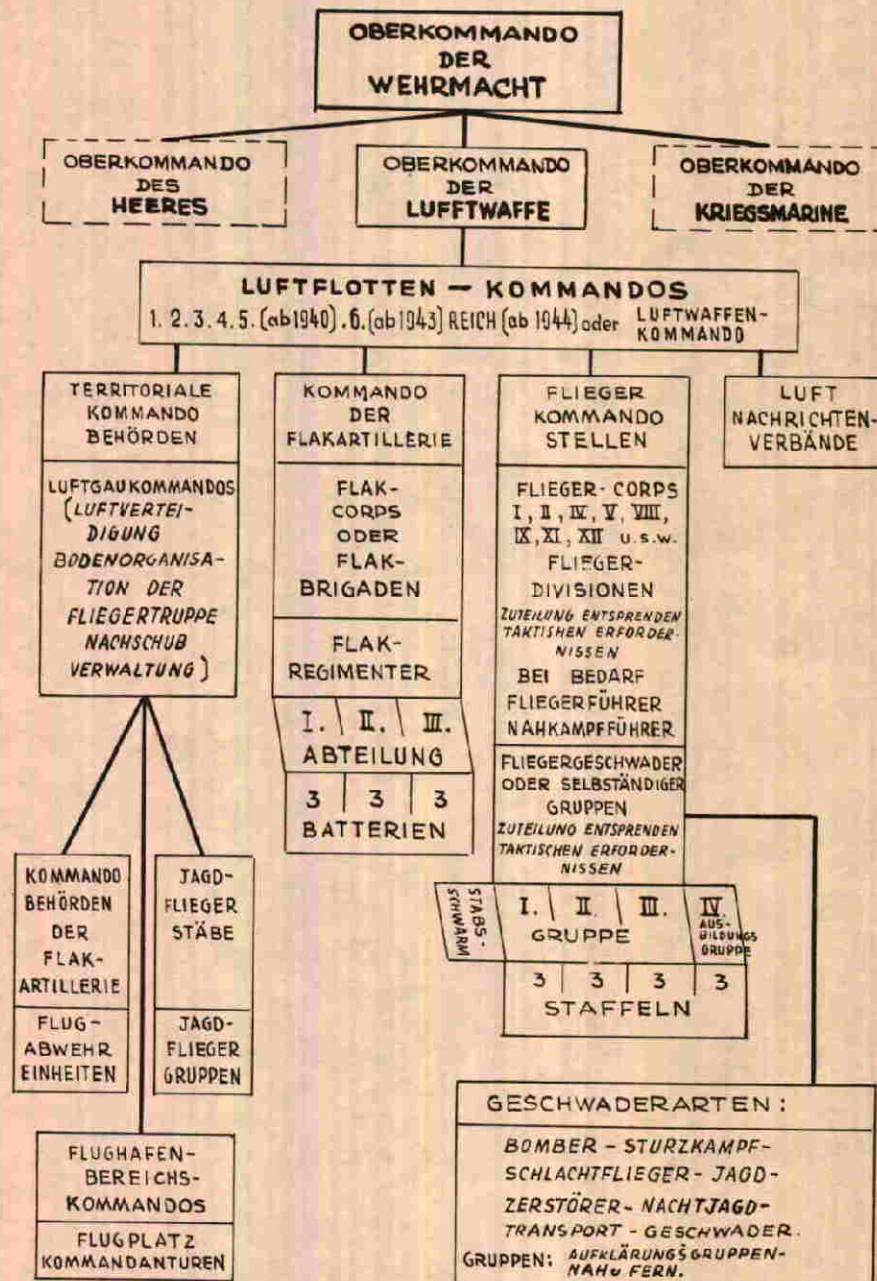 OBERKOMMANDO
DER
WEHRMACHT
OBERKOMMANDO
DES
HEERES
OBERKOMMANDO
DER
LUFFTWAFFE
OBERKOMMANDO
DER
KRIEGSMARINE
LUFTFLOTTEN – KOMMANDOS
1. 2. 3. 4. 5. (ab 1940) . 6. (ab 1943) REICH (ab 1944) oder LUFTWAFFEN-
KOMMANDO
TERRITORIALE
KOMMANDO
BEHÖRDEN
LUFTGAUKOMMANDOS
(LUFTVERTEI-
DIGUNG
BODENORGANISA-
TION DER
FLIEGERTRUPPE
NACHSCHUB
VERWALTUNG)
KOMMANDO
DER
FLAKARTILLERIE
FLAK-
CORPS
ODER
FLAK-
BRIGADEN
FLAK-
REGIMENTER
I. II. III.
ABTEILUNG
3 3 3
BATTERIEN
FLIEGER
KOMMANDO
STELLEN
FLIEGER-CORPS
I, II, IV, V, VIII,
IX, XI, XII u.s.w.
FLIEGER-
DIVISIONEN
ZUTEILUNG ENTSPRENDEN
TAKTISHEN ERFORDER-
NISSEN
BEI BEDARF
FLIEGERFÜHRER
NAHKAMPFFÜHRER
FLIEGERGESCHWADER
ODER SELBSTÄNDIGER
GRUPPEN
ZUTEILUNG ENTSPRENDEN
TAKTISCHEN ERFORDER-
NISSEN
STABS-
SCHWARM
I. II. III. IV.
GRUPPE
AUS-
BILDUNGS
GRUPPE
3 3 3 3
STAFFELN
LUFT
NACHRICHTEN-
VERBÄNDE
KOMMANDO
BEHÖRDEN
DER
FLAK-
ARTILLERIE
FLUG-
ABWEHR
EINHEITEN
JAGD-
FLIEGER
STÄBE
JAGD-
FLIEGER
GRUPPEN
FLUGHAFEN-
BEREICHS-
KOMMANDOS
FLUGPLATZ
KOMMANDANTUREN
GESCHWADERARTEN:
BOMBER – STURZKAMPF-
SCHLACHTFLIEGER – JAGD-
ZERSTÖRER – NACHTJAGD-
TRANSPORT – GESCHWADER.
GRUPPEN: AUFKLÄRUNGSGRUPPEN-
NAH u FERN.